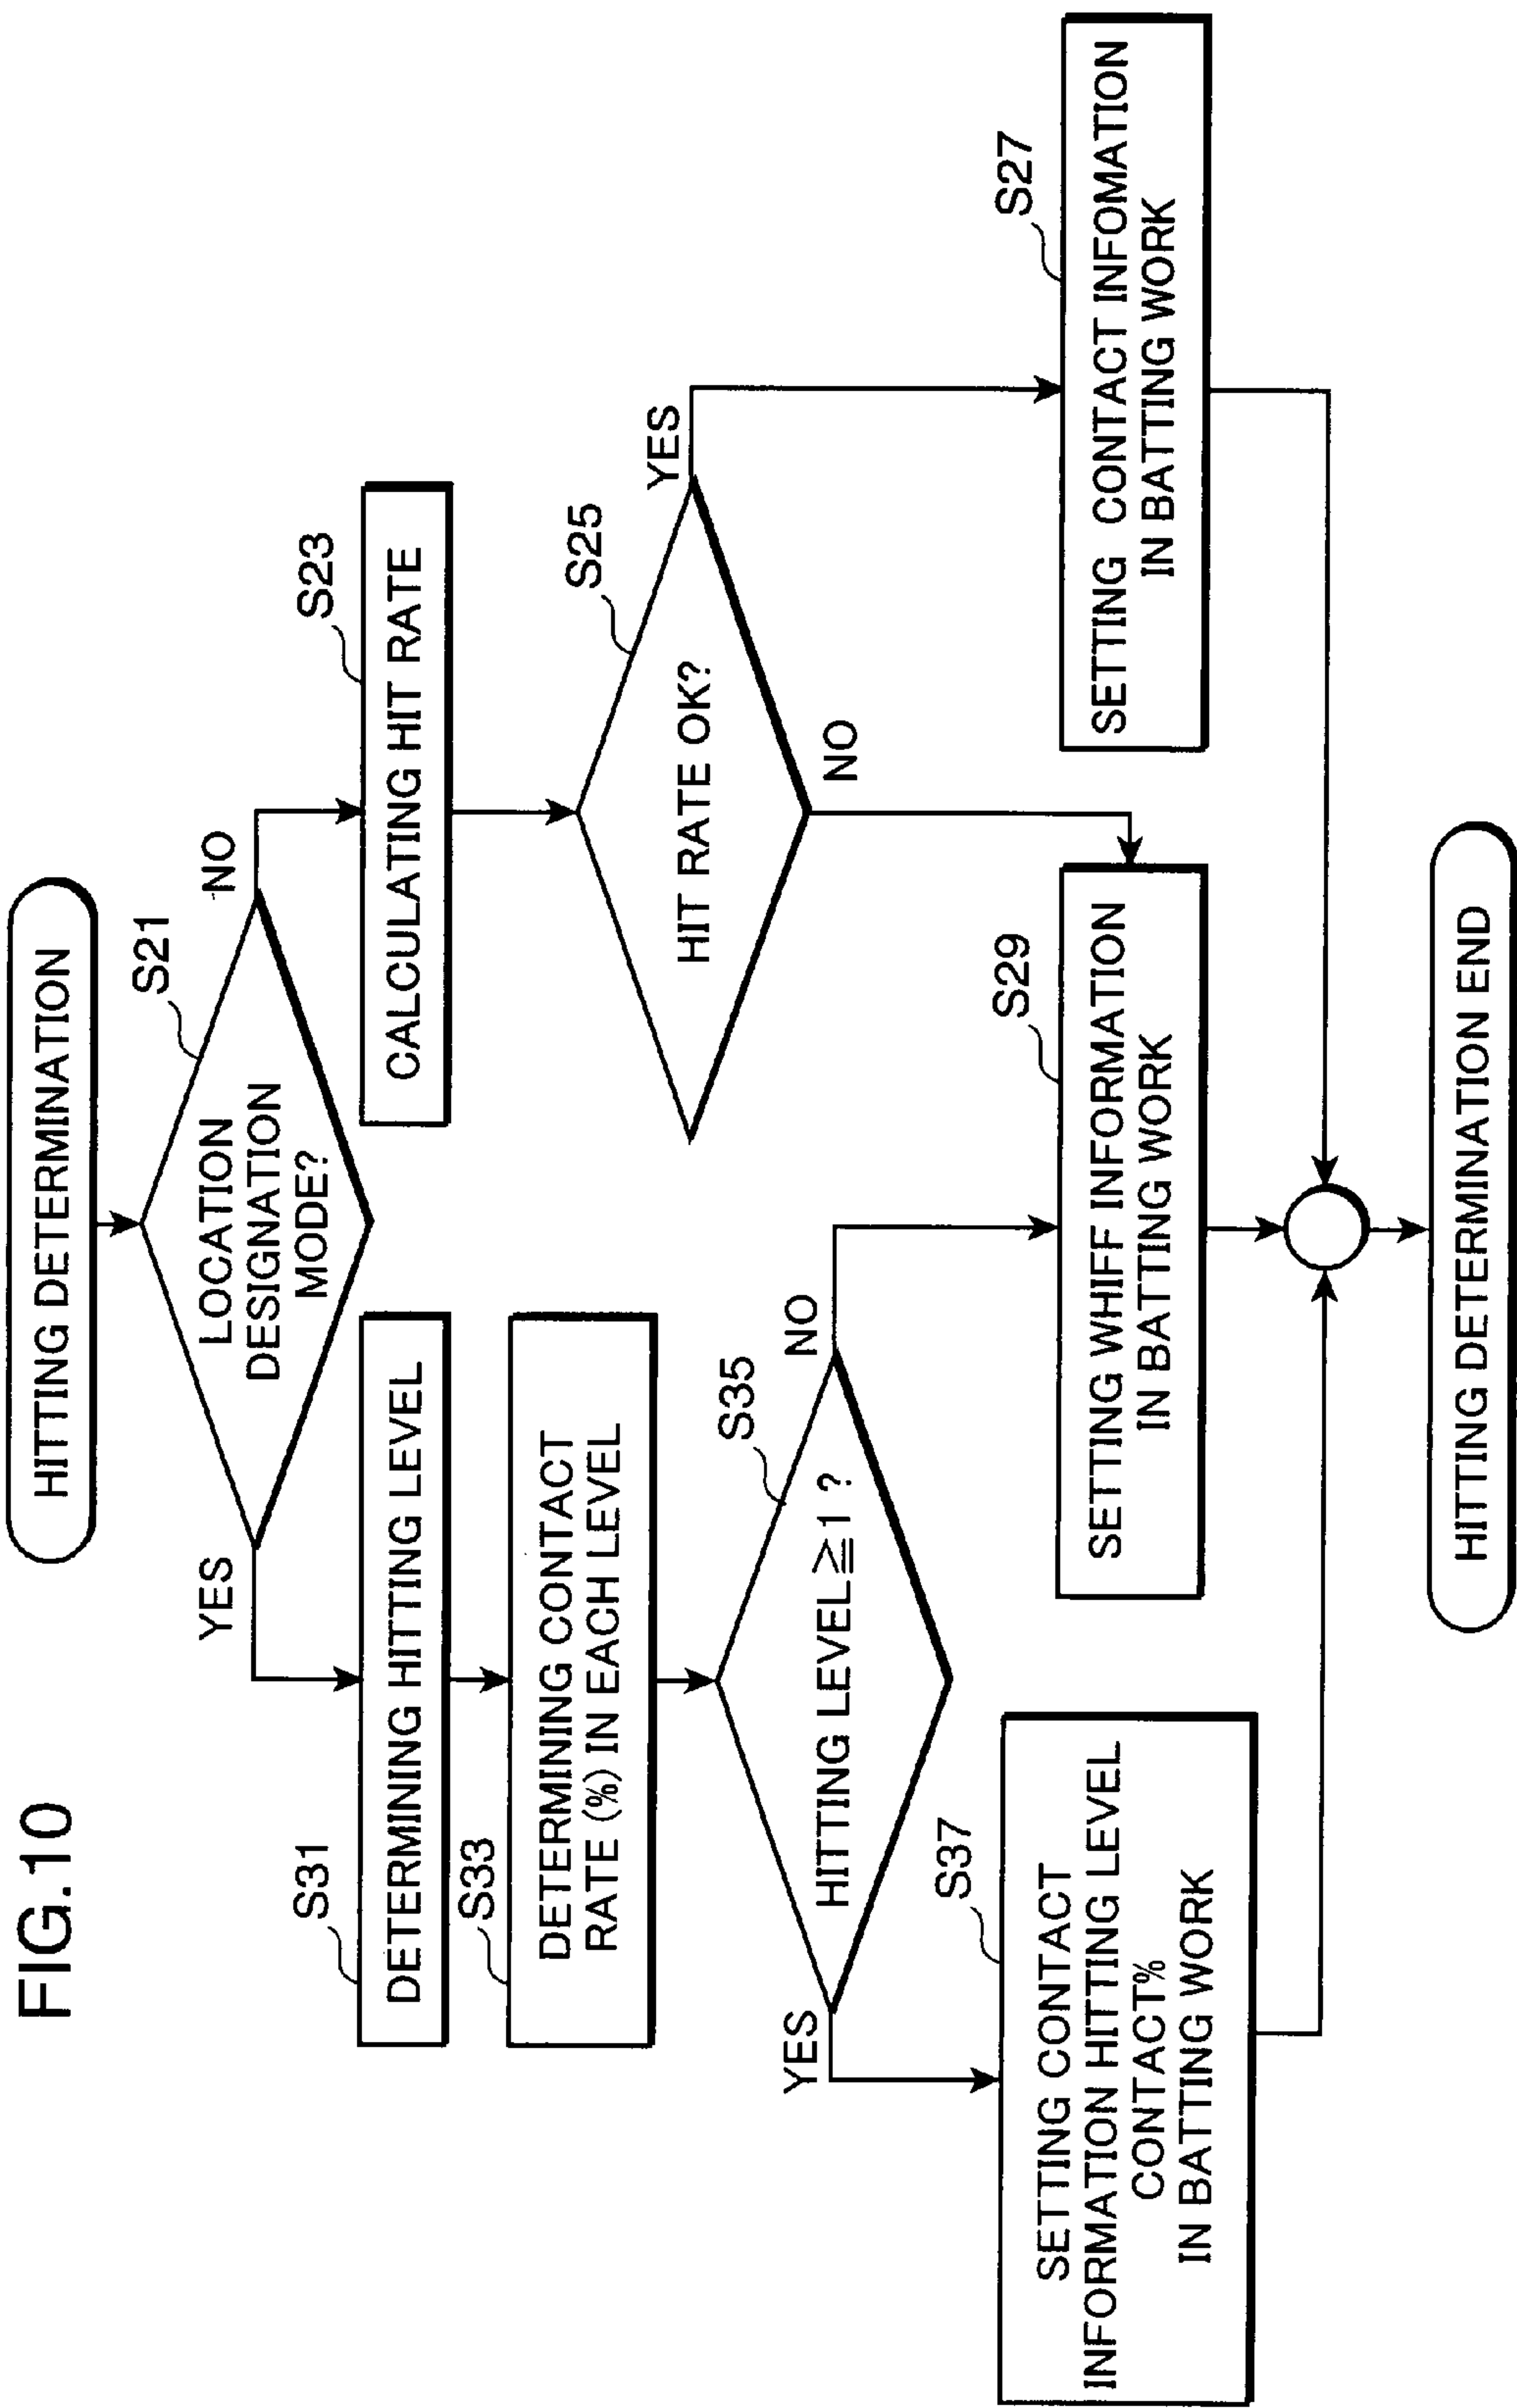 FIG.10
HITTING DETERMINATION
S21
LOCATION
DESIGNATION
MODE?
YES
NO
S31
DETERMINING HITTING LEVEL
S23
CALCULATING HIT RATE
S33
DETERMINING CONTACT
RATE (%) IN EACH LEVEL
S25
HIT RATE OK?
YES
NO
S35
HITTING LEVEL≧1 ?
YES
NO
S37
SETTING CONTACT
INFORMATION HITTING LEVEL
CONTACT%
IN BATTING WORK
S29
SETTING WHIFF INFORMATION
IN BATTING WORK
S27
SETTING CONTACT INFOMATION
IN BATTING WORK
HITTING DETERMINATION END